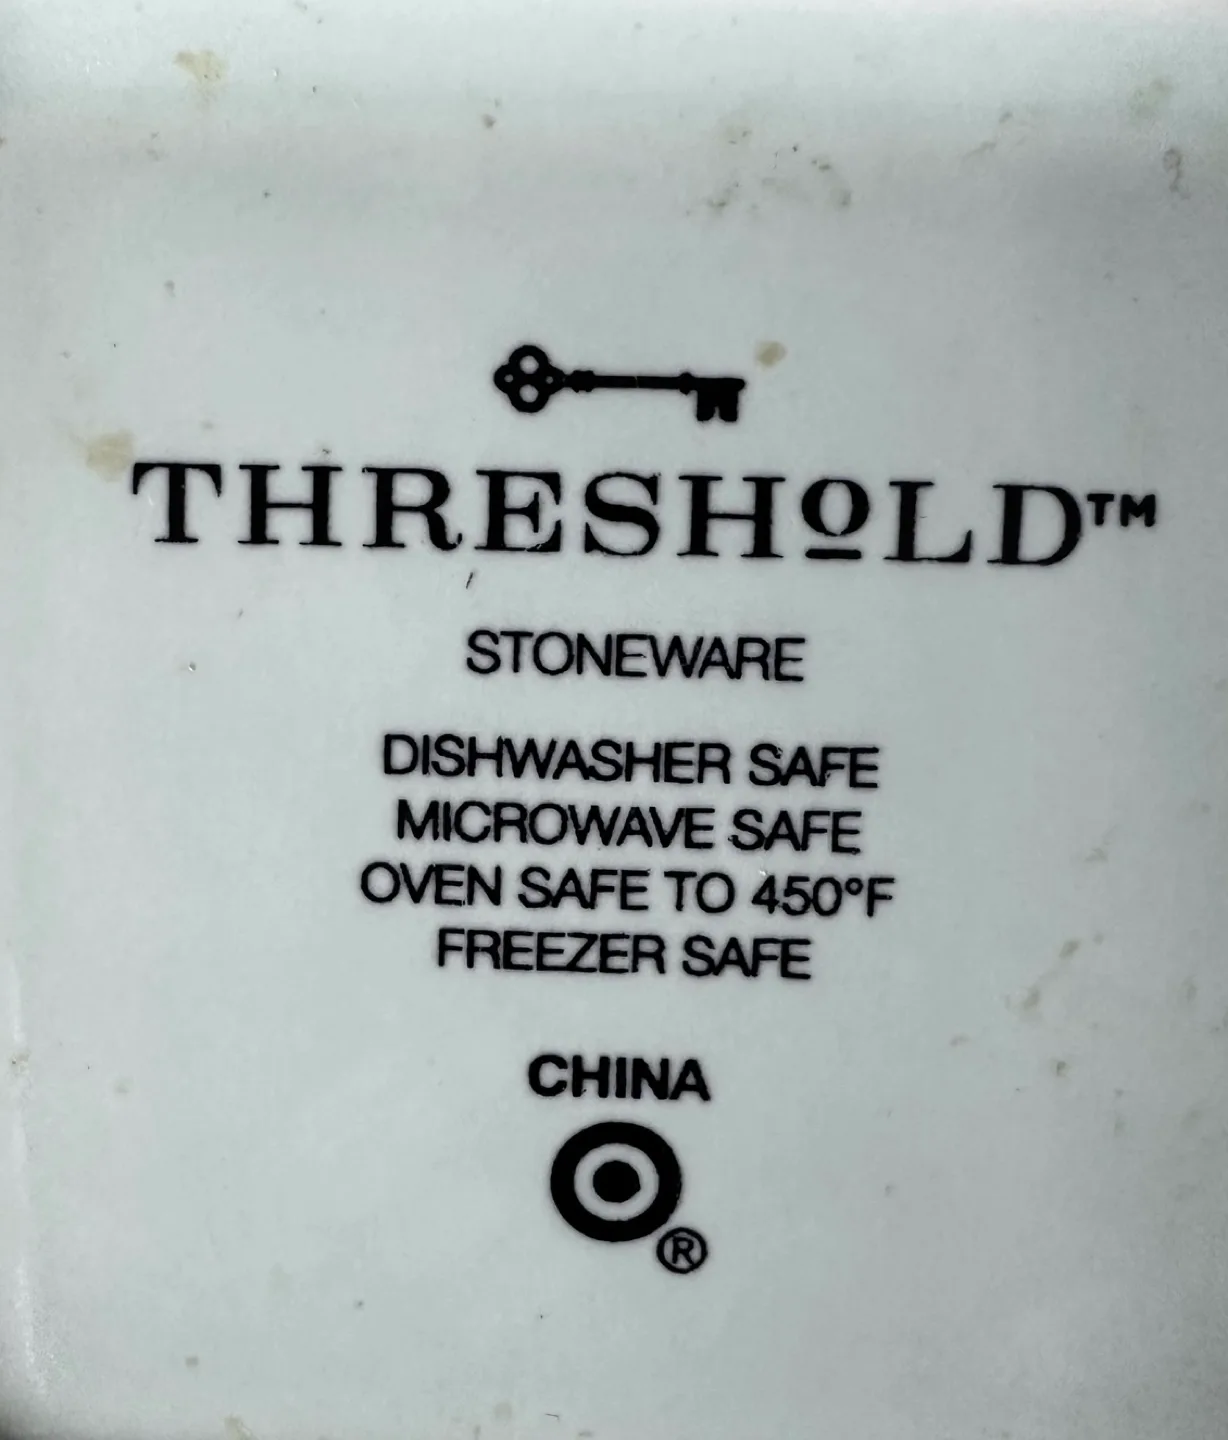 THRESHOLD™
STONEWARE
DISHWASHER SAFE
MICROWAVE SAFE
OVEN SAFE TO 450°F
FREEZER SAFE
CHINA
®